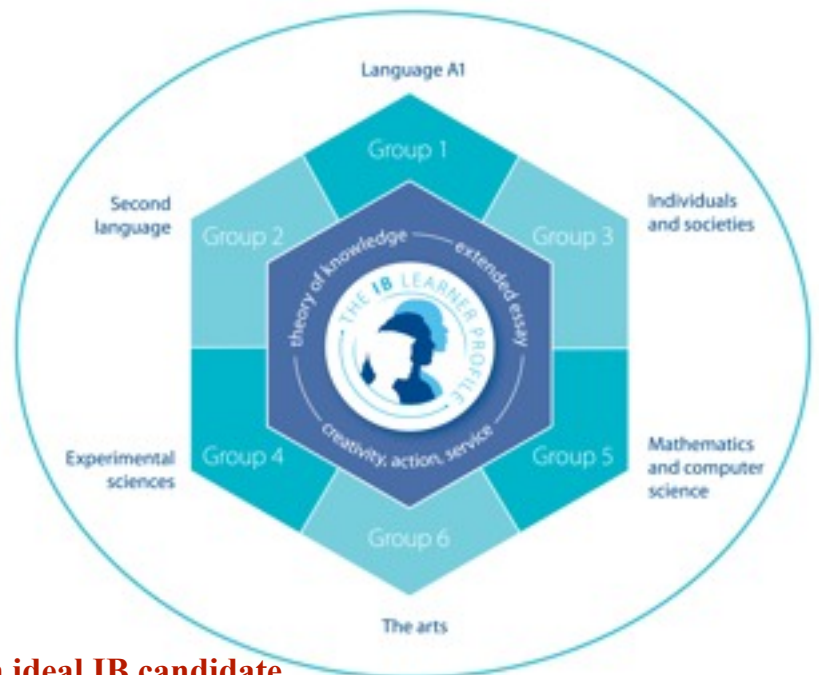 Language A1
Group 1
Second
language
Group 2
Individuals
and societies
Group 3
theory of knowledge
extended essay
THE IB LEARNER PROFILE
creativity, action, service
Experimental
sciences
Group 4
Group 5
Mathematics
and computer
science
Group 6
The arts
ideal IB candidate